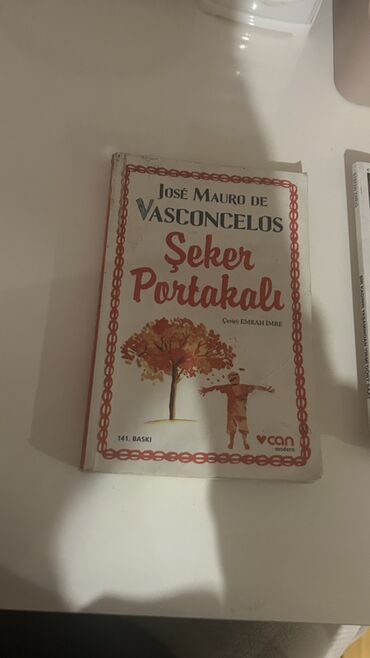 JOSÉ MAURO DE
VASCONCELOS
Şeker
Portakalı
Çeviri: EMRAH İMRE
141. BASKI
can
modern